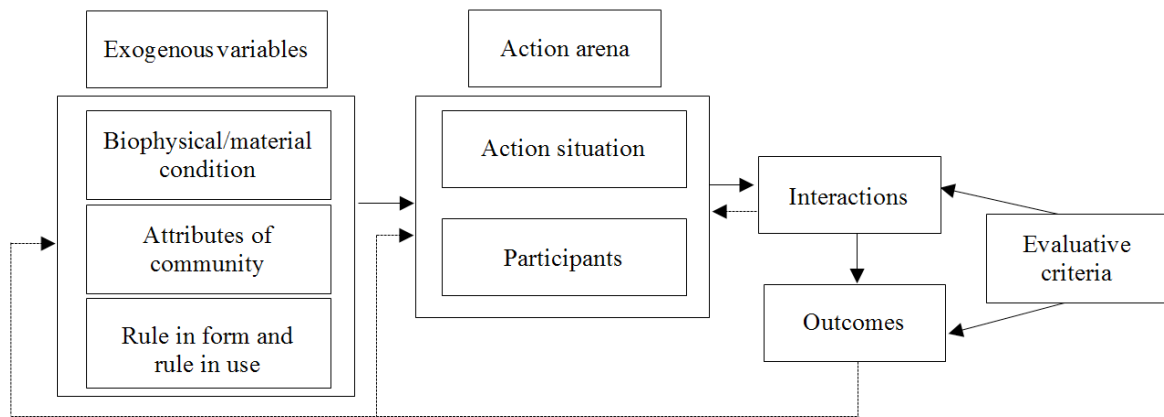 Exogenous variables
Action arena
Biophysical/material
condition
Attributes of
community
Rule in form and
rule in use
Action situation
Participants
Interactions
Outcomes
Evaluative
criteria